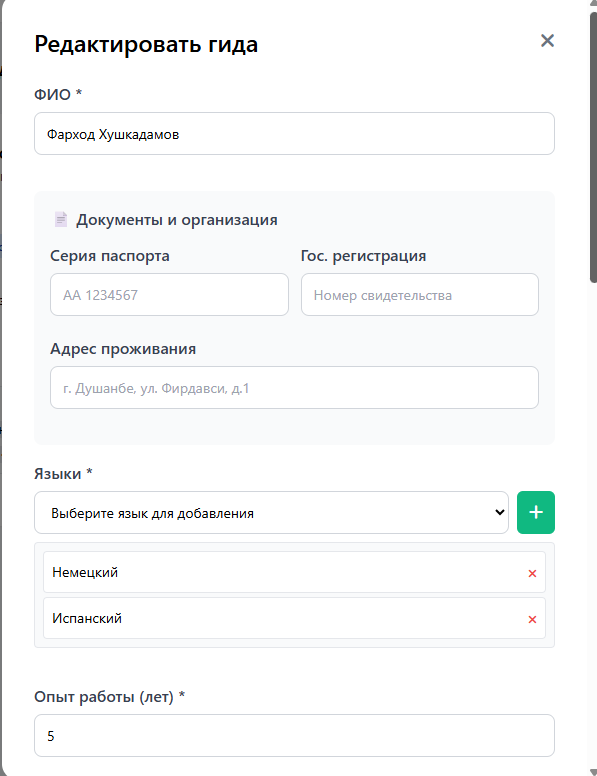 Редактировать гида
ФИО *
Фарход Хушкадамов
Документы и организация
Серия паспорта
Гос. регистрация
АА 1234567
Номер свидетельства
Адрес проживания
г. Душанбе, ул. Фирдавси, д.1
Языки *
Выберите язык для добавления
Немецкий
Испанский
Опыт работы (лет) *
5